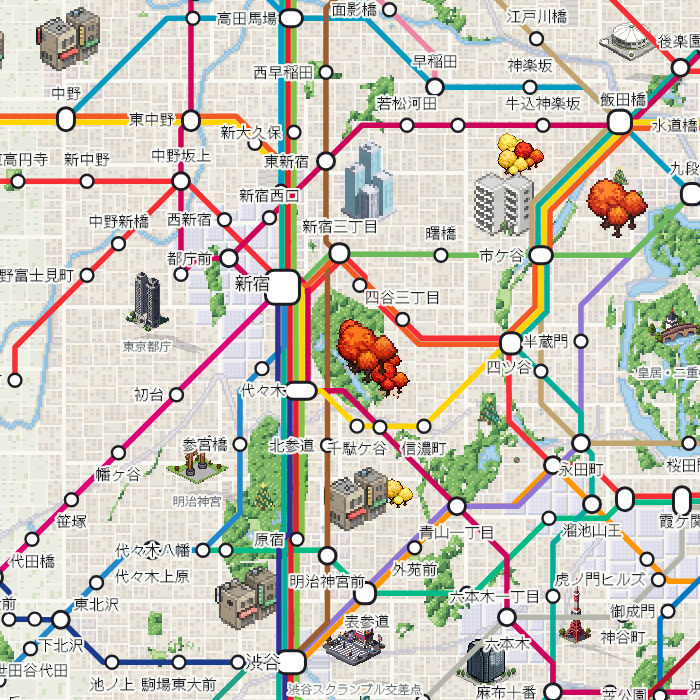 面影橋
江戸川橋
高田馬場
後楽園
早稲田
西早稲田
神楽坂
中野
若松河田
牛込神楽坂
飯田橋
東中野
新大久保
水道橋
高円寺
新中野
中野坂上
東新宿
九段
新宿西口
中野新橋
西新宿
新宿三丁目
曙橋
都庁前
市ケ谷
野富士見町
新宿
四谷三丁目
東京都庁
半蔵門
四ツ谷
皇居・二重
初台
代々木
参宮橋
北参道
千駄ケ谷
信濃町
幡ケ谷
永田町
桜田
明治神宮
笹塚
霞ケ関
青山一丁目
溜池山王
代田橋
代々木八幡
原宿
外苑前
代々木上原
明治神宮前
虎ノ門ヒルズ
東北沢
六本木一丁目
前
御成門
表参道
神谷町
下北沢
六本木
世田谷代田
池ノ上
駒場東大前
渋谷
渋谷スクランブル交差点
麻布十番
芝公園